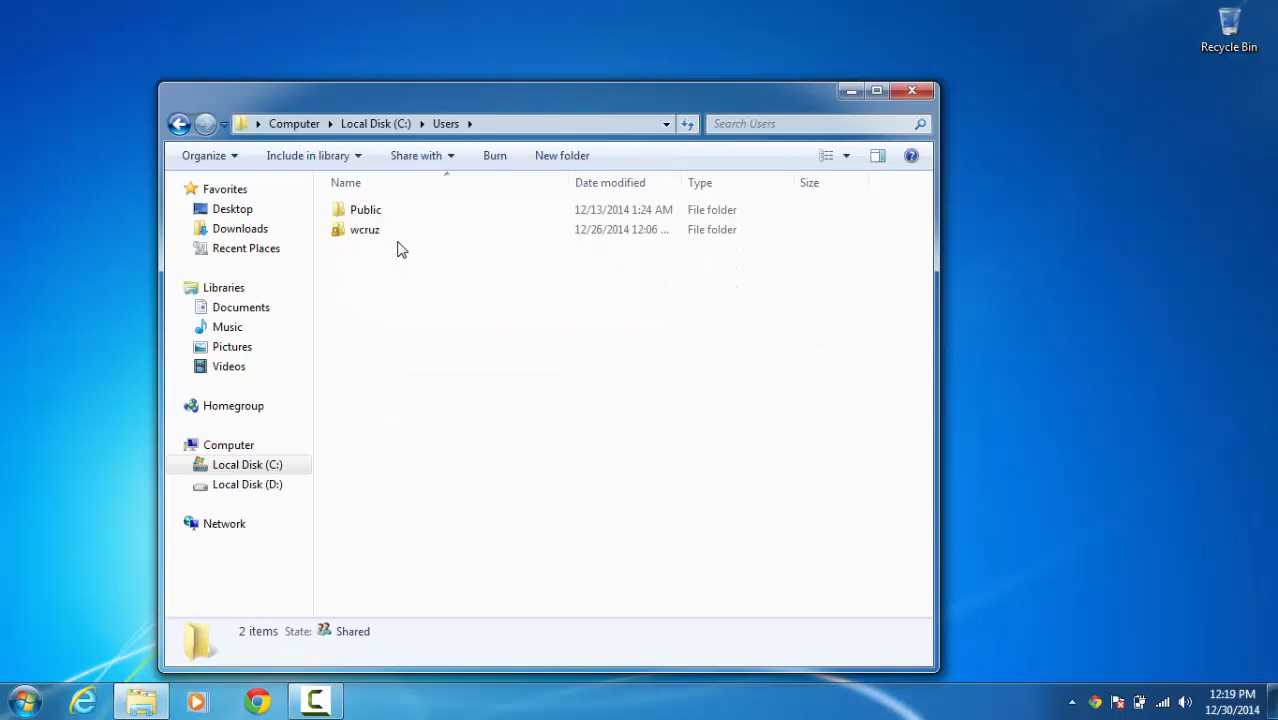 Recycle Bin
Computer Local Disk (C:) Users Search Users
Organize Include in library Share with Burn New folder
Name Date modified Type Size
Public 12/13/2014 1:24 AM File folder
wcruz 12/26/2014 12:06 ... File folder
Favorites
Desktop
Downloads
Recent Places
Libraries
Documents
Music
Pictures
Videos
Homegroup
Computer
Local Disk (C:)
Local Disk (D:)
Network
2 items State: Shared
12:19 PM
12/30/2014